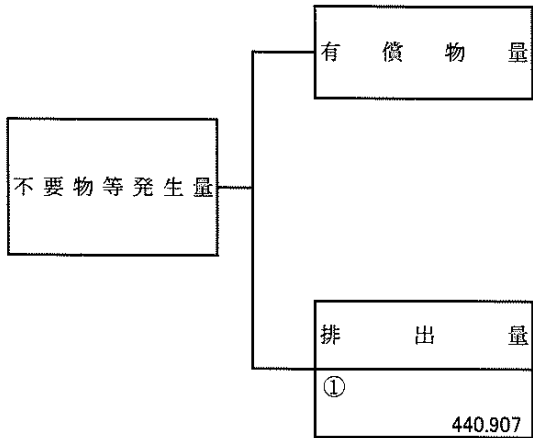 有償物量
不要物等発生量
排出量
①
440.907